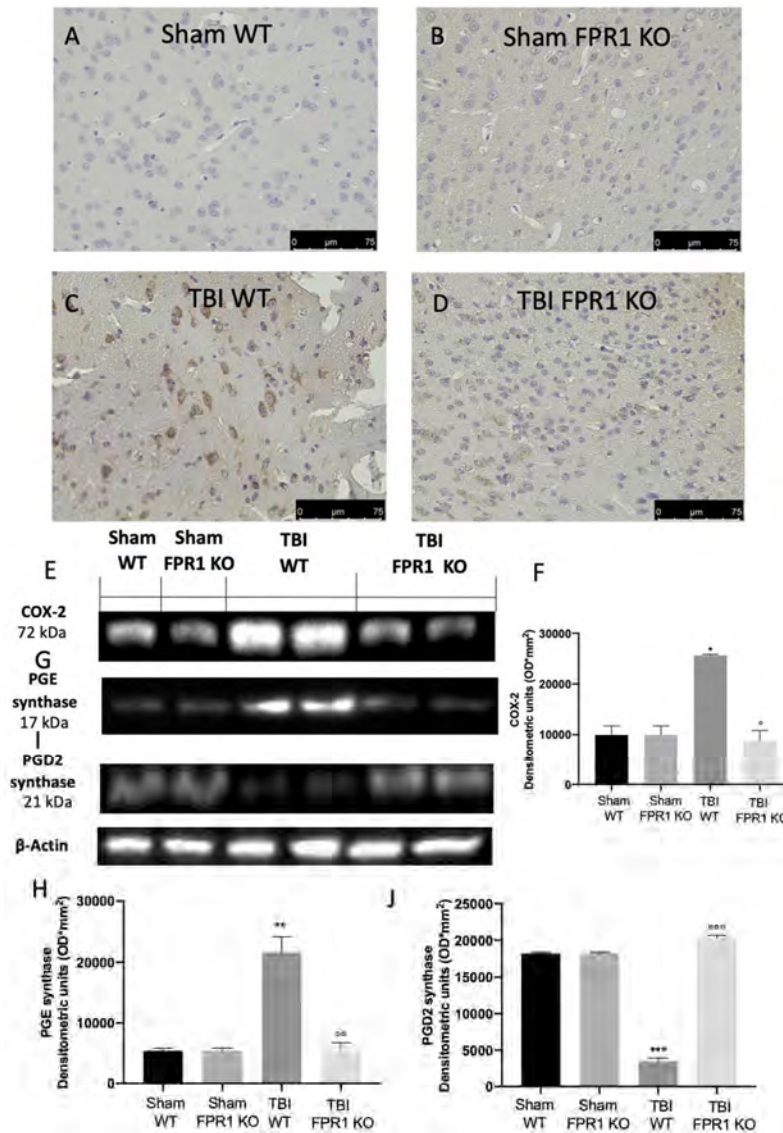 A
Sham WT
0 µm 75
B
Sham FPR1 KO
0 µm 75
C
TBI WT
0 µm 75
D
TBI FPR1 KO
0 µm 75
E
Sham
WT
Sham
FPR1 KO
TBI
WT
TBI
FPR1 KO
COX-2
72 kDa
G
PGE
synthase
17 kDa
I
PGD2
synthase
21 kDa
β-Actin
F
COX-2
Densitometric units (OD*mm²)
30000
20000
10000
0
*
°
Sham
WT
Sham
FPR1 KO
TBI
WT
TBI
FPR1 KO
H
PGE synthase
Densitometric units (OD*mm²)
30000
20000
10000
0
**
°°
Sham
WT
Sham
FPR1 KO
TBI
WT
TBI
FPR1 KO
J
PGD2 synthase
Densitometric units (OD*mm²)
25000
20000
15000
10000
5000
0
***
°°°
Sham
WT
Sham
FPR1 KO
TBI
WT
TBI
FPR1 KO